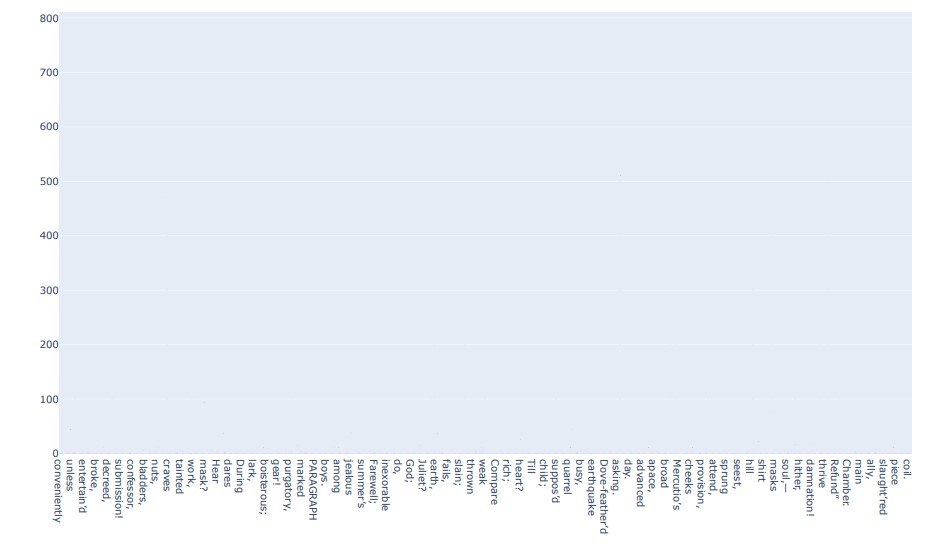 800
700
600
500
400
300
200
100
0
conveniently
unless
entertain’d
broke,
decreed,
submission!
confessor,
bladders,
nuts,
craves
tainted
work,
mask?
Hear
dares
During
lark,
boisterous;
gear!
purgatory,
marked
PARAGRAPH
boys.
among
jealous
summer’s
Farewell;
inexorable
do,
God;
Juliet?
earth,
fails,
slain;
thrown
weak
Compare
rich;
heart?
Till
child;
suppos’d
quarrel
busy,
earthquake
Dove-feather’d
asking.
day.
advanced
apace,
broad
Mercutio’s
cheeks
provision,
attend,
sprung
seest,
hill
shirt
masks
soul,—
hither,
damnation!
thrive
Refund”
Chamber.
main
ally,
slaught’red
piece
coil.